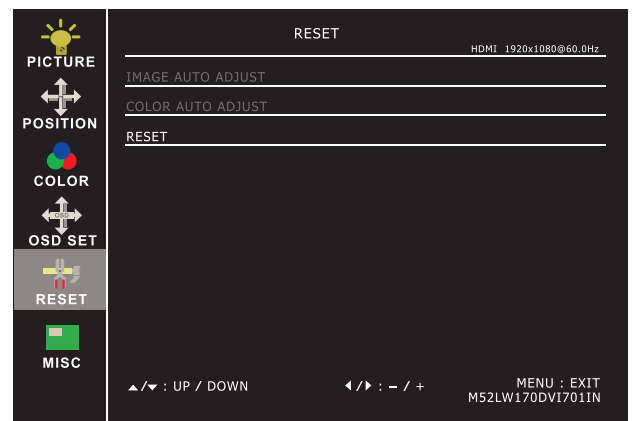 RESET
HDMI 1920x1080@60.0Hz
PICTURE
IMAGE AUTO ADJUST
COLOR AUTO ADJUST
POSITION
RESET
COLOR
OSD
OSD SET
RESET
MISC
▲/▼ : UP / DOWN
◀/▶ : – / +
MENU : EXIT
M52LW170DVI701IN